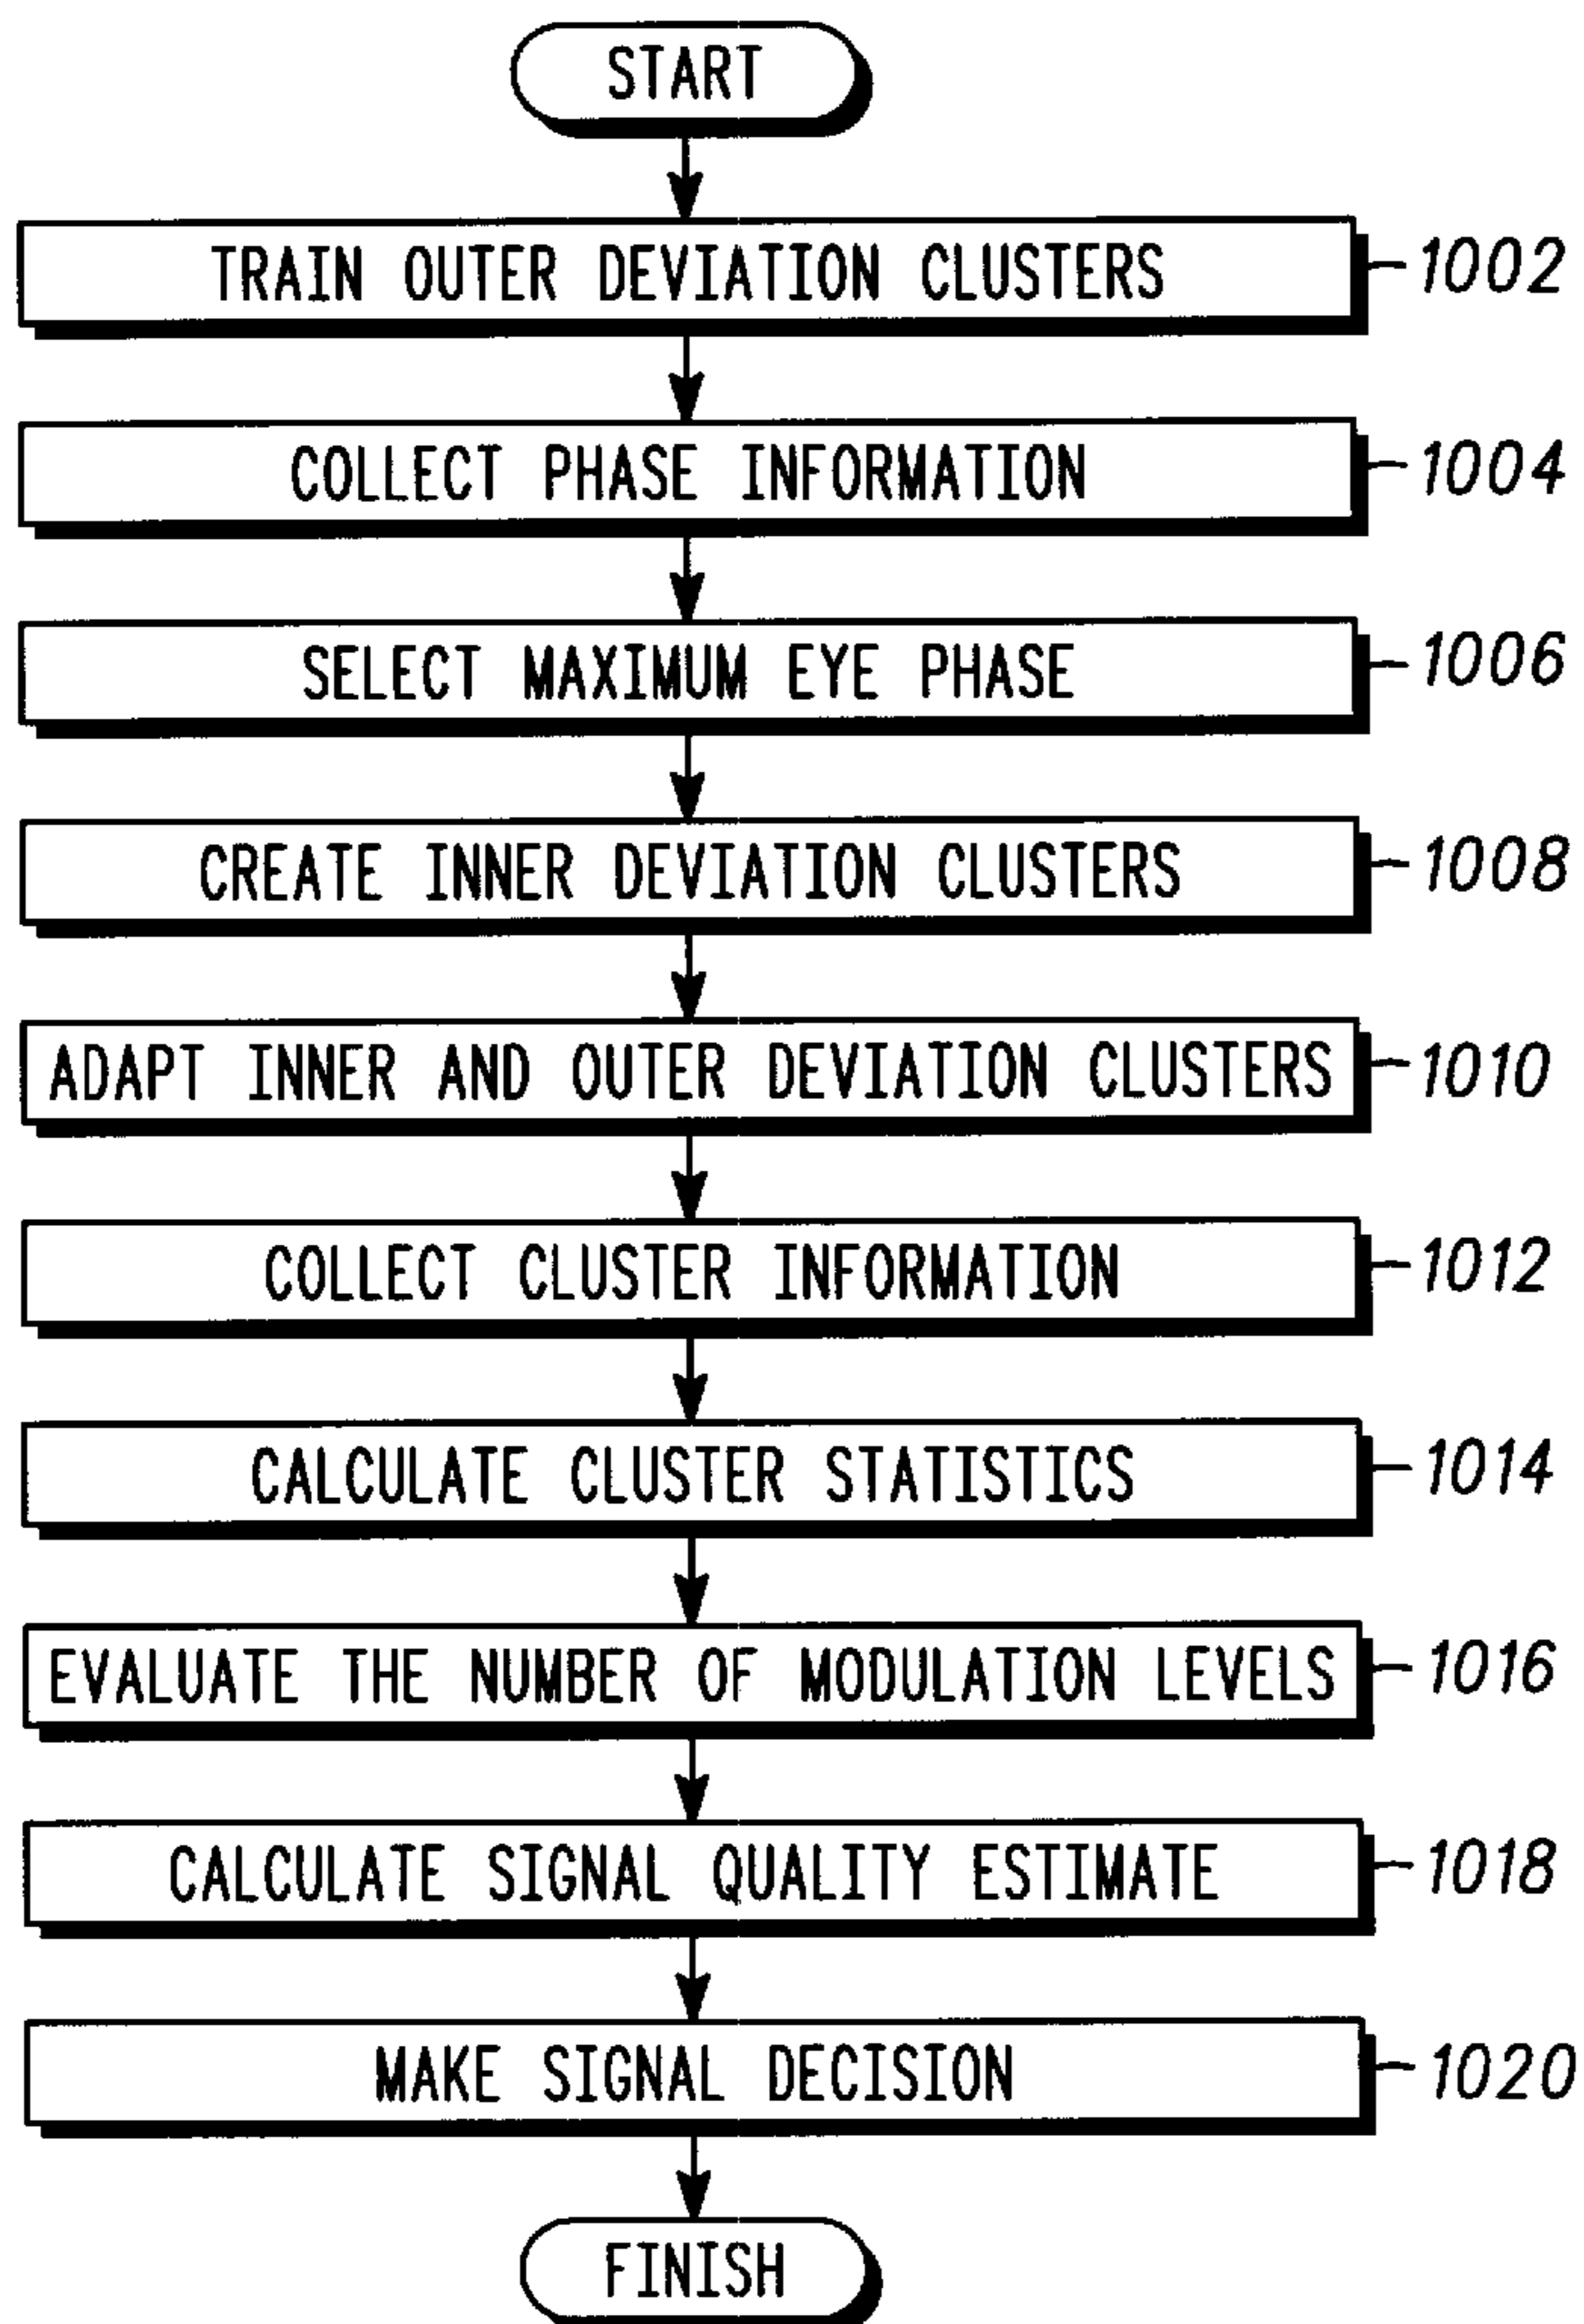 START
TRAIN OUTER DEVIATION CLUSTERS 1002
COLLECT PHASE INFORMATION 1004
SELECT MAXIMUM EYE PHASE 1006
CREATE INNER DEVIATION CLUSTERS 1008
ADAPT INNER AND OUTER DEVIATION CLUSTERS 1010
COLLECT CLUSTER INFORMATION 1012
CALCULATE CLUSTER STATISTICS 1014
EVALUATE THE NUMBER OF MODULATION LEVELS 1016
CALCULATE SIGNAL QUALITY ESTIMATE 1018
MAKE SIGNAL DECISION 1020
FINISH